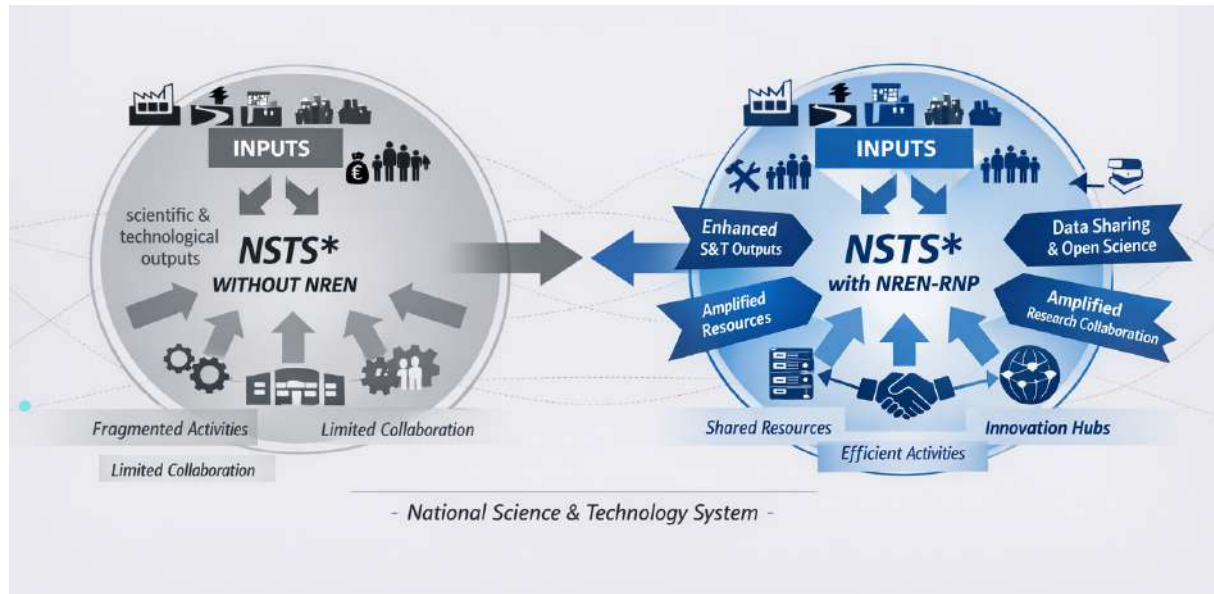 INPUTS
scientific &
technological
outputs
NSTS*
WITHOUT NREN
Fragmented Activities
Limited Collaboration
Limited Collaboration
INPUTS
Enhanced
S&T Outputs
Data Sharing
& Open Science
NSTS*
with NREN-RNP
Amplified
Resources
Amplified
Research Collaboration
Shared Resources
Innovation Hubs
Efficient Activities
- National Science & Technology System -